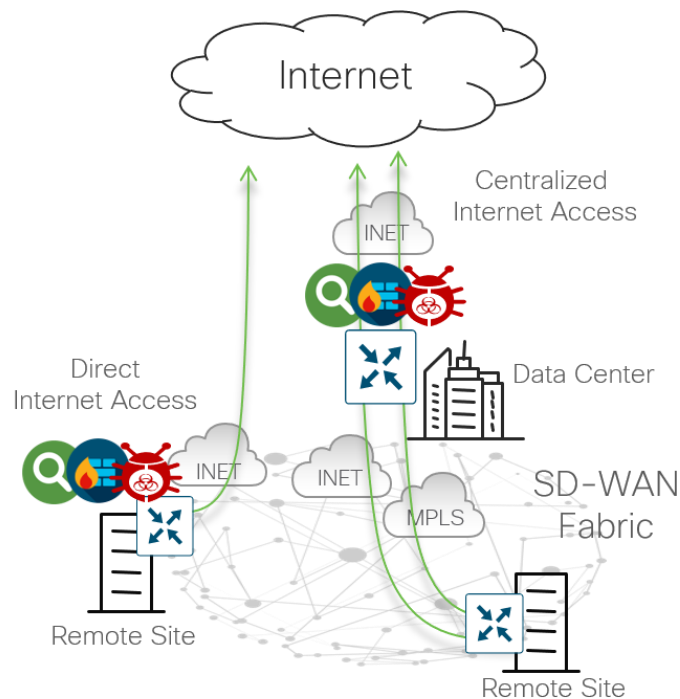 Internet
Centralized
Internet Access
INET
Data Center
Direct
Internet Access
INET
INET
MPLS
SD-WAN
Fabric
Remote Site
Remote Site